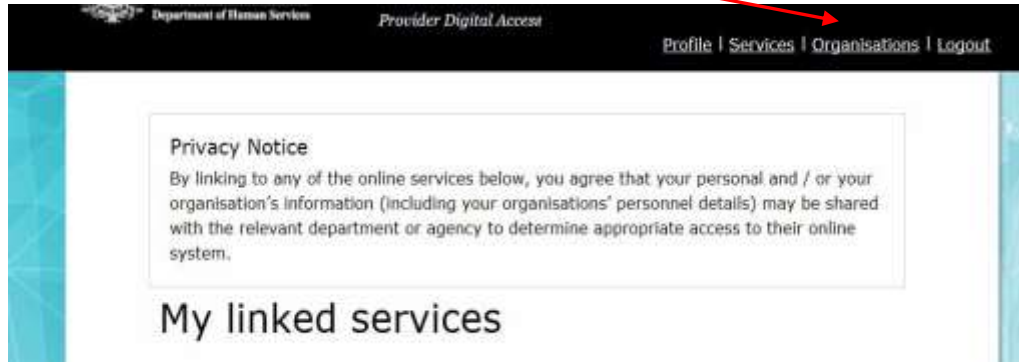 Department of Human Services
Provider Digital Access
Profile | Services | Organisations | Logout
Privacy Notice
By linking to any of the online services below, you agree that your personal and / or your
organisation's information (including your organisations' personnel details) may be shared
with the relevant department or agency to determine appropriate access to their online
system.
My linked services